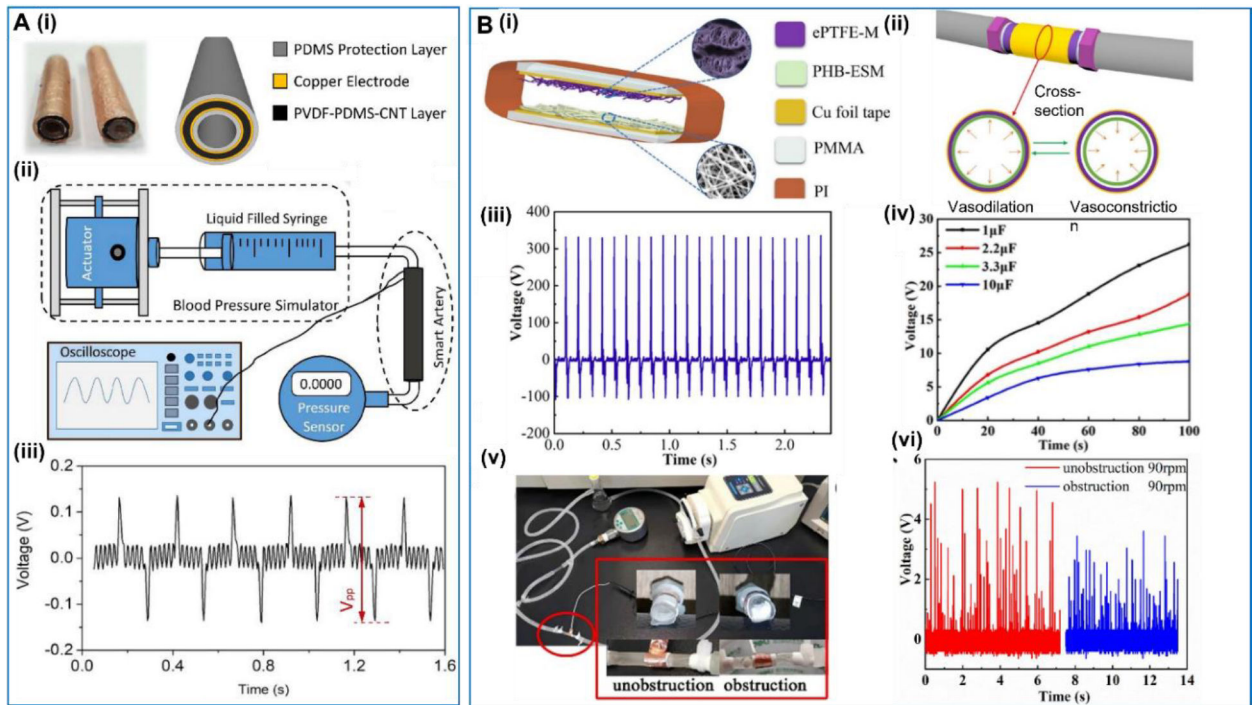 A (i)
PDMS Protection Layer
Copper Electrode
PVDF-PDMS-CNT Layer
(ii)
Actuator
Liquid Filled Syringe
Blood Pressure Simulator
Smart Artery
Oscilloscope
0.0000
Pressure
Sensor
(iii)
Voltage (V)
0.2
0.1
0.0
-0.1
-0.2
Vpp
0.0 0.4 0.8 1.2 1.6
Time (s)
B (i)
ePTFE-M
PHB-ESM
Cu foil tape
PMMA
PI
(ii)
Cross-
section
Vasodilation
Vasoconstrictio
n
(iii)
Voltage (V)
400
300
200
100
0
-100
-200
0.0 0.5 1.0 1.5 2.0
Time (s)
(iv)
Voltage (V)
30
25
20
15
10
5
0
1μF
2.2μF
3.3μF
10μF
0 20 40 60 80 100
Time (s)
(v)
unobstruction obstruction
(vi)
Voltage (V)
6
4
2
0
unobstruction 90rpm
obstruction 90rpm
0 2 4 6 8 10 12 14
Time (s)